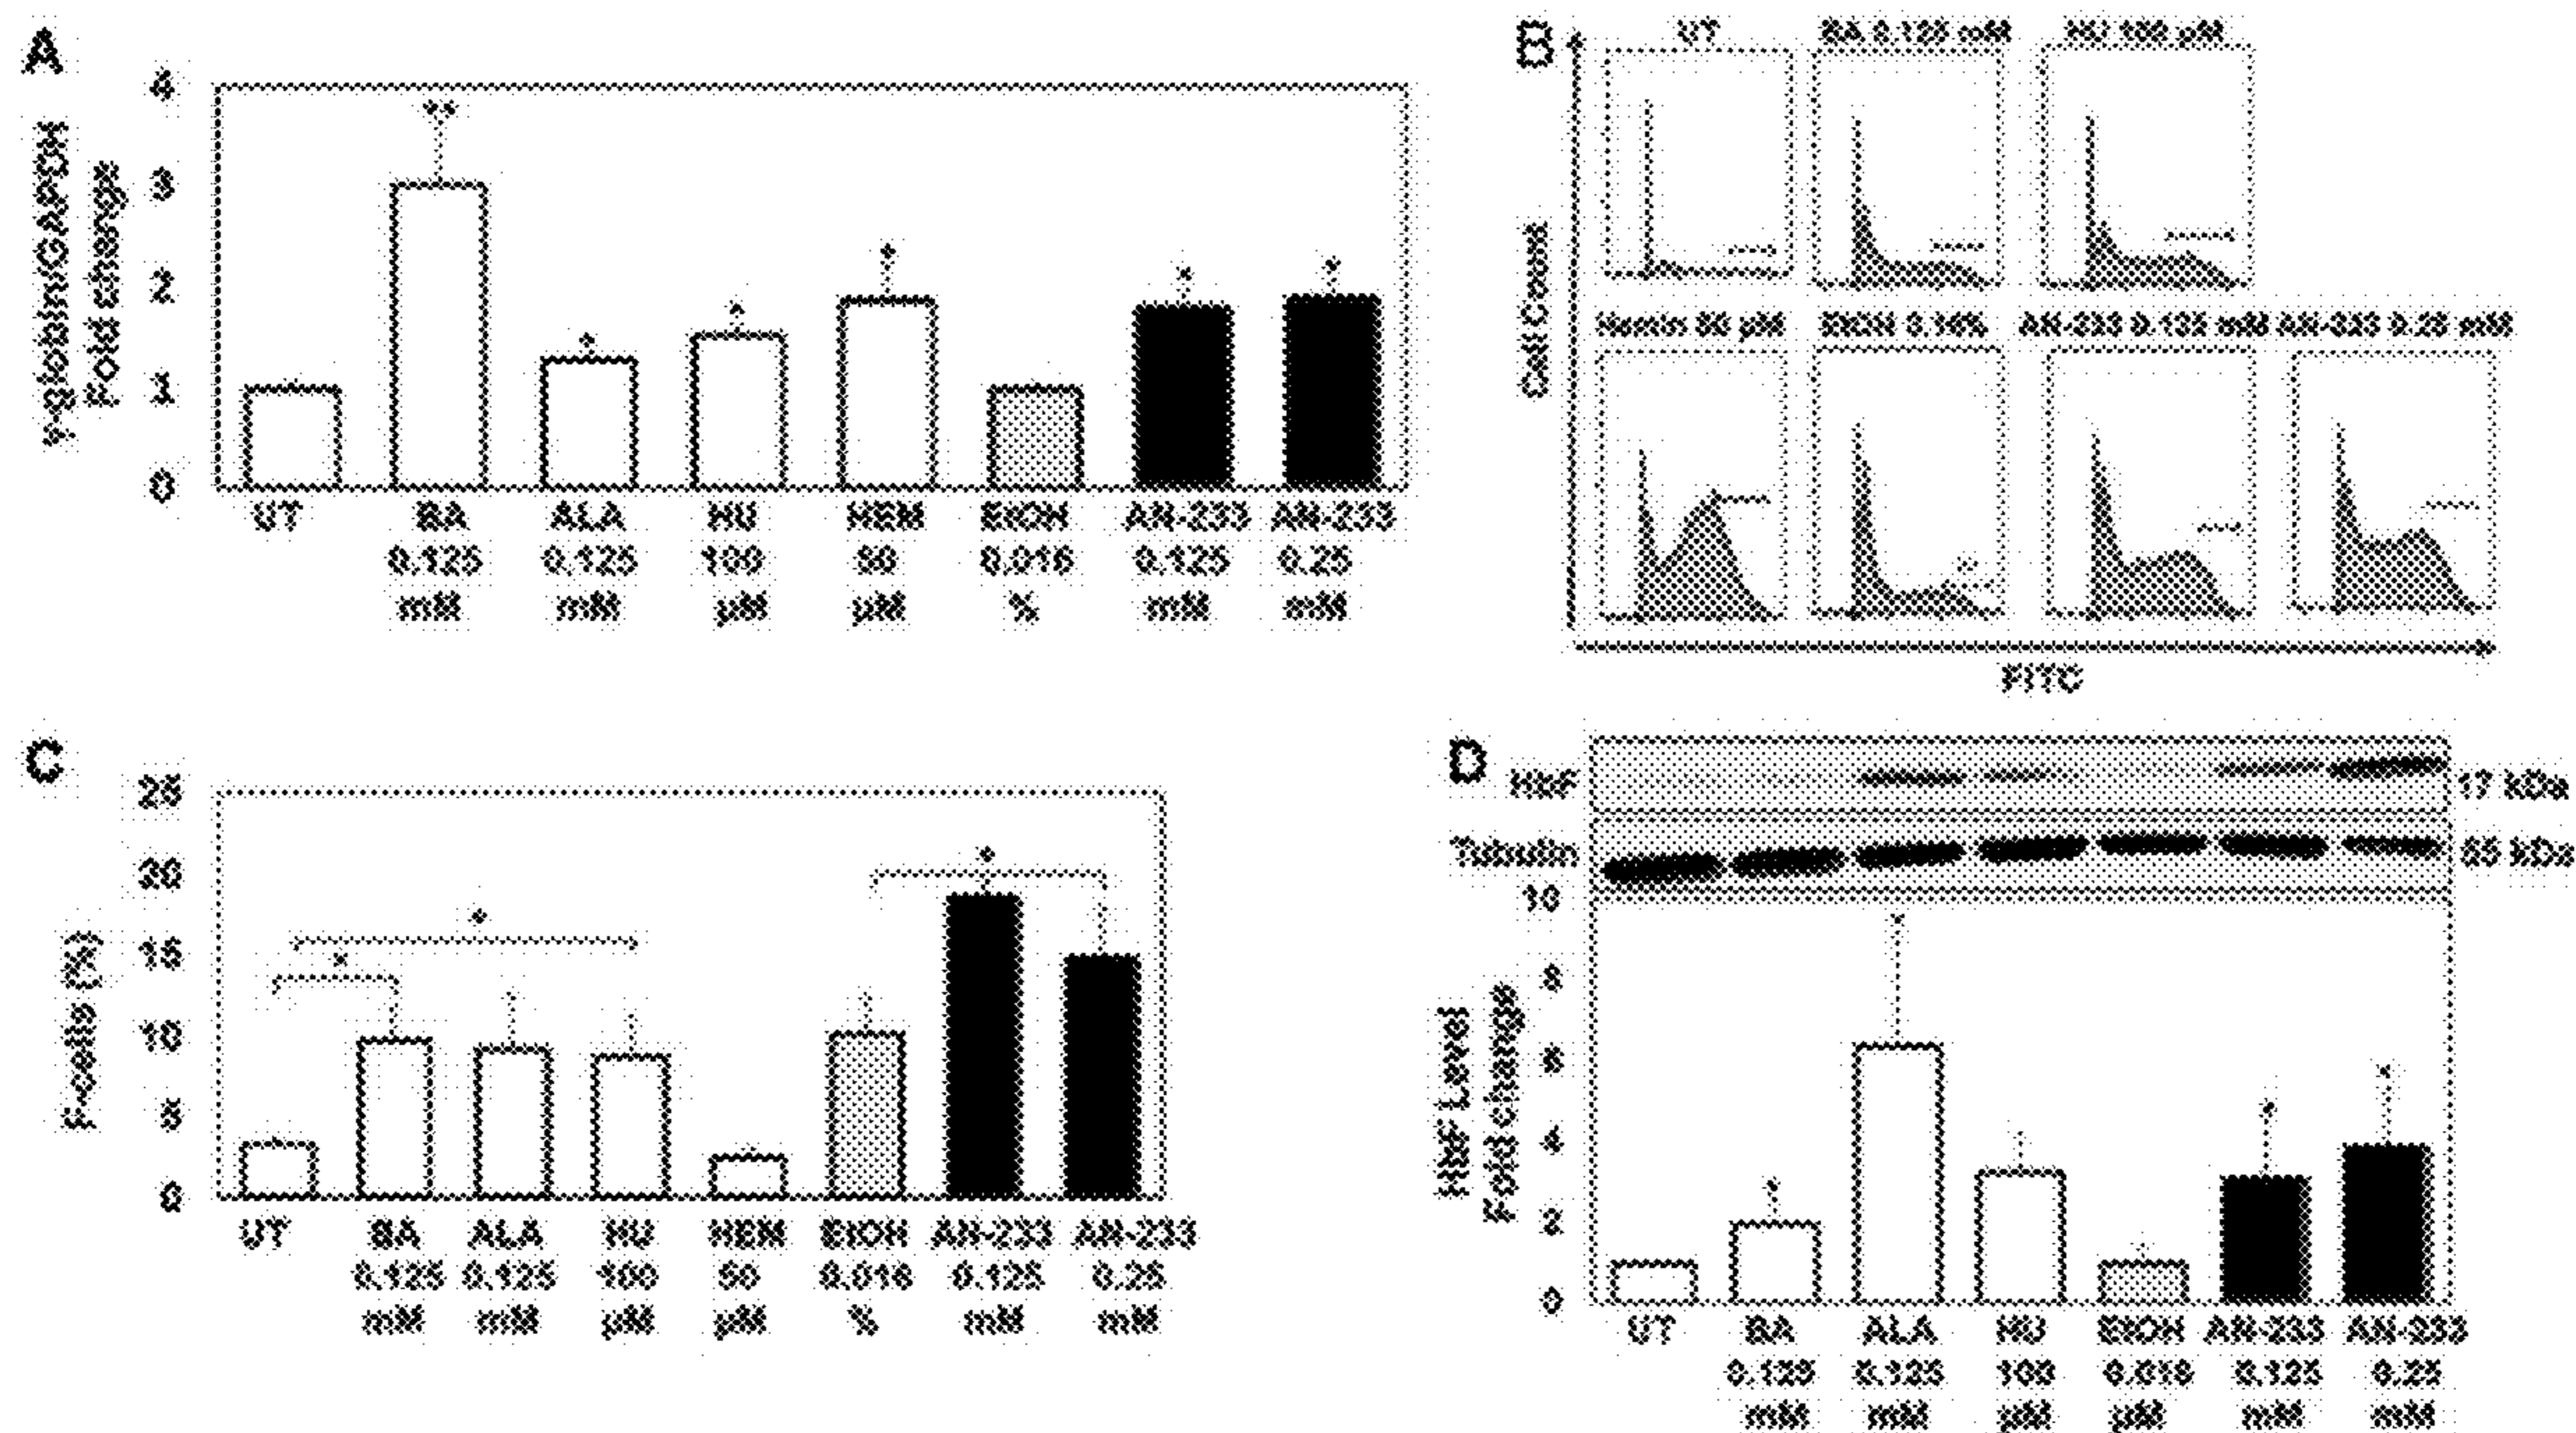 A
γ-globin/GAPDH
Fold change
4
3
2
1
0
UT BA ALA HU HEM EtOH AN-233 AN-233
0.125 0.125 100 50 0.016 0.125 0.25
mM mM μM μM % mM mM
B
Cell Count
UT BA 0.125 mM HU 100 μM
Hemin 50 μM EtOH 0.16% AN-233 mM AN-233 0.25 mM
FITC
C
F-cells (%)
25
20
15
10
5
0
UT BA ALA HU HEM EtOH AN-233 AN-233
0.125 0.125 100 50 0.016 0.125 0.25
mM mM μM μM % mM mM
D
HbF 17 kDa
Tubulin 55 kDa
HbF Level
Fold change
10
8
6
4
2
0
UT BA ALA HU EtOH AN-233 AN-233
0.125 0.125 100 0.016 0.125 0.25
mM mM μM μM mM mM